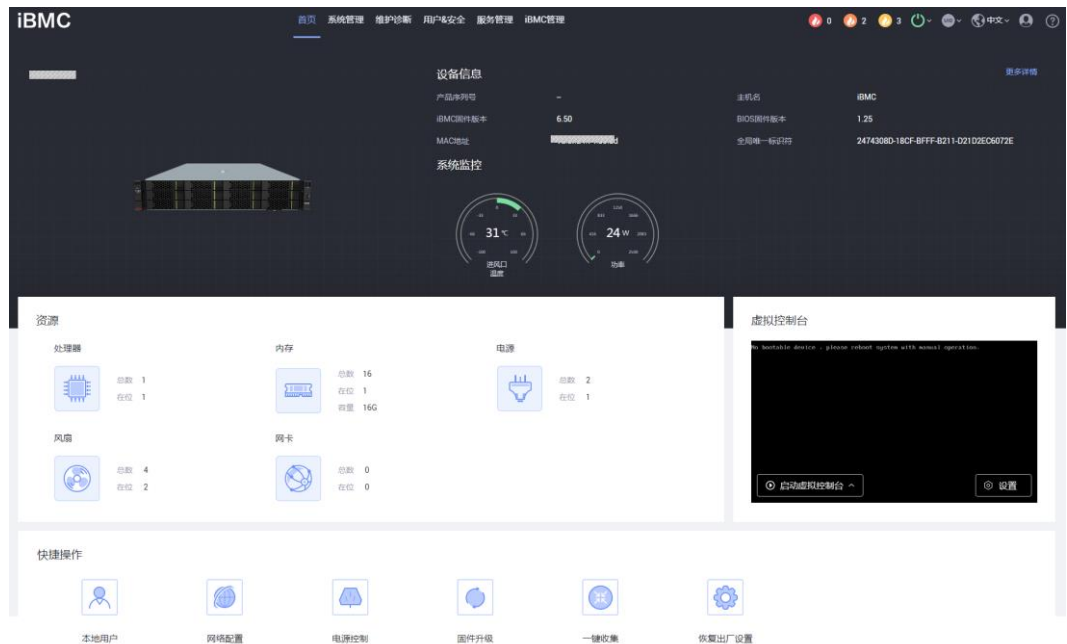 iBMC
首页 系统管理 维护诊断 用户&安全 服务管理 iBMC管理
0 2 3 中文
设备信息
更多详情
产品序列号 –
主机名 iBMC
iBMC固件版本 6.50
BIOS固件版本 1.25
MAC地址
全局唯一标识符 2474308D-18CF-BFFF-B211-D21D2EC6072E
系统监控
31℃
进风口
温度
24 W
功率
资源
处理器
总数 1
在位 1
内存
总数 16
在位 1
容量 16G
电源
总数 2
在位 1
风扇
总数 4
在位 2
网卡
总数 0
在位 0
虚拟控制台
No bootable device , please reboot system with manual operation.
启动虚拟控制台
设置
快捷操作
本地用户
网络配置
电源控制
固件升级
一键收集
恢复出厂设置